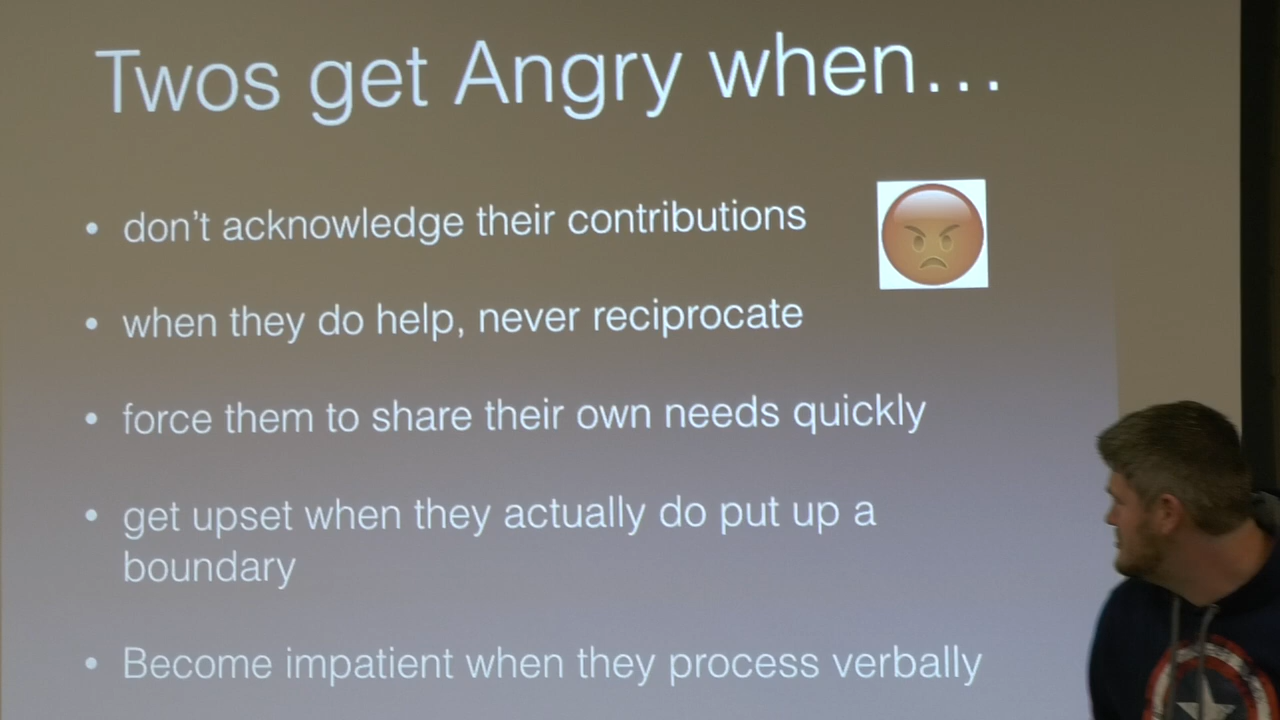 Twos get Angry when…
• don't acknowledge their contributions
• when they do help, never reciprocate
• force them to share their own needs quickly
• get upset when they actually do put up a
boundary
• Become impatient when they process verbally